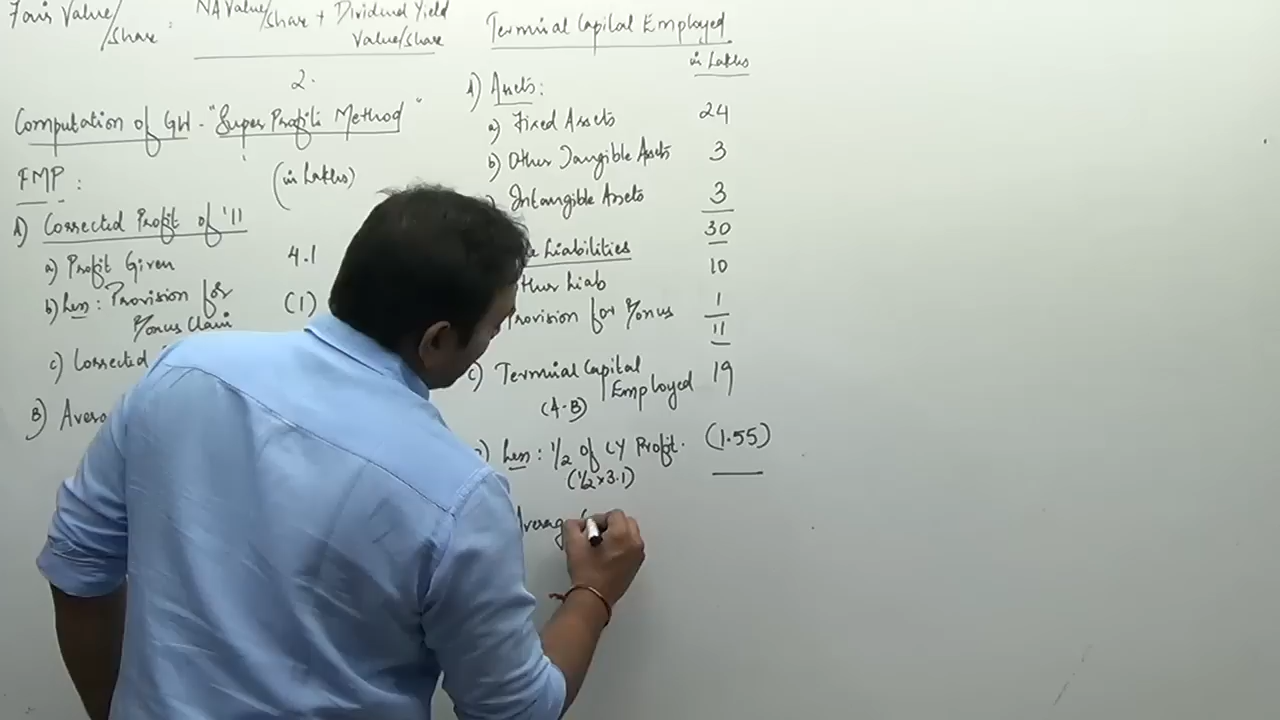 Fair Value/Share : NA Value/Share + Dividend Yield Value/Share
2.
Computation of GW - "Super Profits Method"
FMP : (in Lakhs)
A) Corrected Profit of '11
a) Profit Given 4.1
b) Less : Provision for (1)
Bonus Claim
c) Corrected
B)
Terminal Capital Employed
in Lakhs
A) Assets :
a) Fixed Assets 24
b) Other Tangible Assets 3
Intangible Assets 3
30
Liabilities
Other Liab 10
Provision for Bonus 1
11
c) Terminal Capital Employed 19
(A-B)
Less : 1/2 of CY Profit. (1.55)
(1/2 x 3.1)
Average